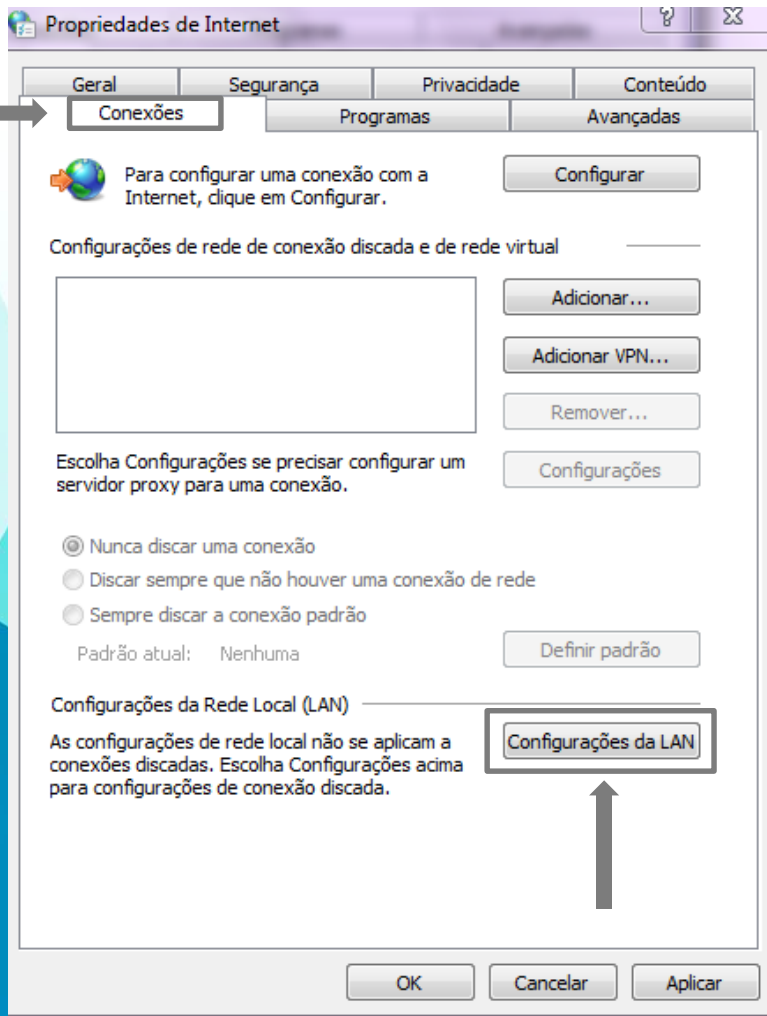 Propriedades de Internet
?
Geral
Segurança
Privacidade
Conteúdo
Conexões
Programas
Avançadas
Para configurar uma conexão com a
Internet, clique em Configurar.
Configurar
Configurações de rede de conexão discada e de rede virtual
Adicionar...
Adicionar VPN...
Remover...
Escolha Configurações se precisar configurar um
servidor proxy para uma conexão.
Configurações
Nunca discar uma conexão
Discar sempre que não houver uma conexão de rede
Sempre discar a conexão padrão
Padrão atual: Nenhuma
Definir padrão
Configurações da Rede Local (LAN)
As configurações de rede local não se aplicam a
conexões discadas. Escolha Configurações acima
para configurações de conexão discada.
Configurações da LAN
OK
Cancelar
Aplicar